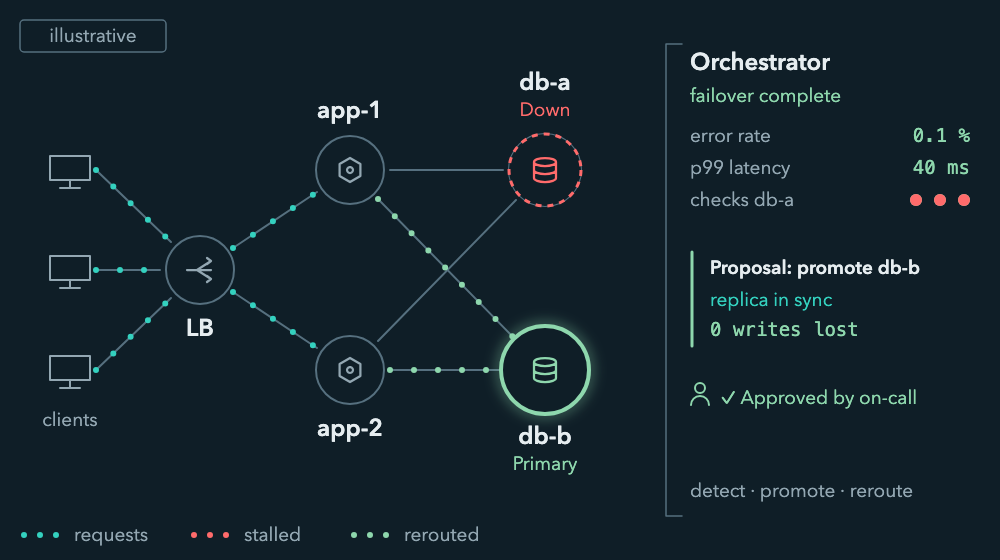 illustrative
app-1
db-a
Down
LB
clients
app-2
db-b
Primary
requests
stalled
rerouted
Orchestrator
failover complete
error rate 0.1 %
p99 latency 40 ms
checks db-a
Proposal: promote db-b
replica in sync
0 writes lost
✓ Approved by on-call
detect · promote · reroute